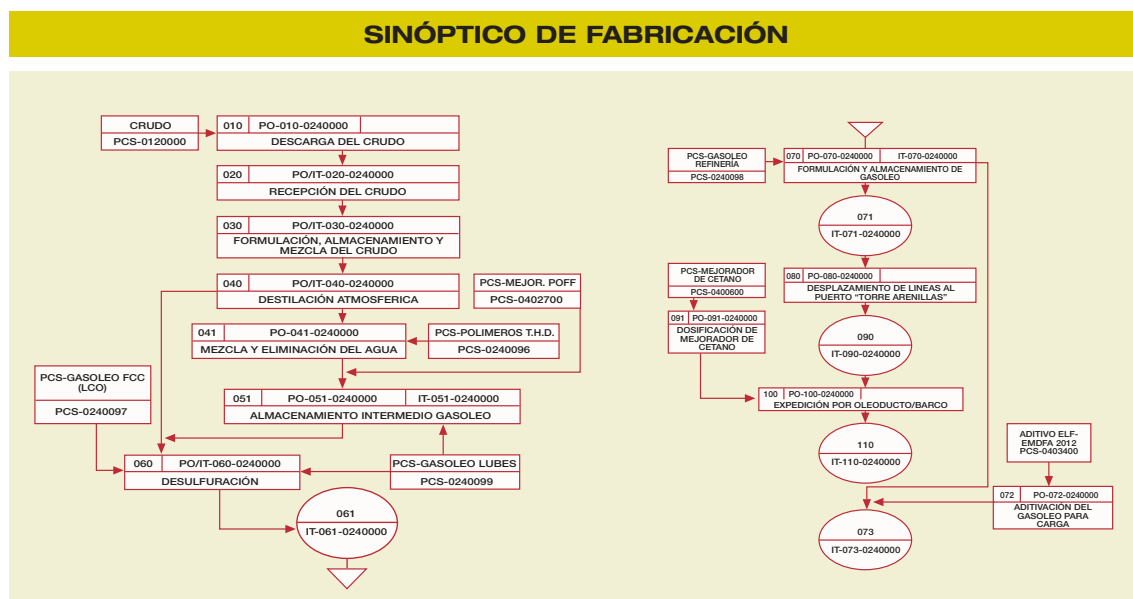 SINÓPTICO DE FABRICACIÓN
CRUDO
PCS-0120000
010 PO-010-0240000
DESCARGA DEL CRUDO
020 PO/IT-020-0240000
RECEPCIÓN DEL CRUDO
030 PO/IT-030-0240000
FORMULACIÓN, ALMACENAMIENTO Y
MEZCLA DEL CRUDO
040 PO/IT-040-0240000
DESTILACIÓN ATMOSFERICA
PCS-MEJOR. POFF
PCS-0402700
041 PO-041-0240000
MEZCLA Y ELIMINACIÓN DEL AGUA
PCS-POLIMEROS T.H.D.
PCS-0240096
PCS-GASOLEO FCC
(LCO)
PCS-0240097
051 PO-051-0240000 IT-051-0240000
ALMACENAMIENTO INTERMEDIO GASOLEO
060 PO/IT-060-0240000
DESULFURACIÓN
PCS-GASOLEO LUBES
PCS-0240099
061
IT-061-0240000
PCS-GASOLEO
REFINERÍA
PCS-0240098
070 PO-070-0240000 IT-070-0240000
FORMULACIÓN Y ALMACENAMIENTO DE
GASOLEO
071
IT-071-0240000
PCS-MEJORADOR
DE CETANO
PCS-0400600
080 PO-080-0240000
DESPLAZAMIENTO DE LINEAS AL
PUERTO “TORRE ARENILLAS”
091 PO-091-0240000
DOSIFICACIÓN DE
MEJORADOR DE
CETANO
090
IT-090-0240000
100 PO-100-0240000
EXPEDICIÓN POR OLEODUCTO/BARCO
110
IT-110-0240000
ADITIVO ELF-
EMDFA 2012
PCS-0403400
072 PO-072-0240000
ADITIVACIÓN DEL
GASOLEO PARA
CARGA
073
IT-073-0240000